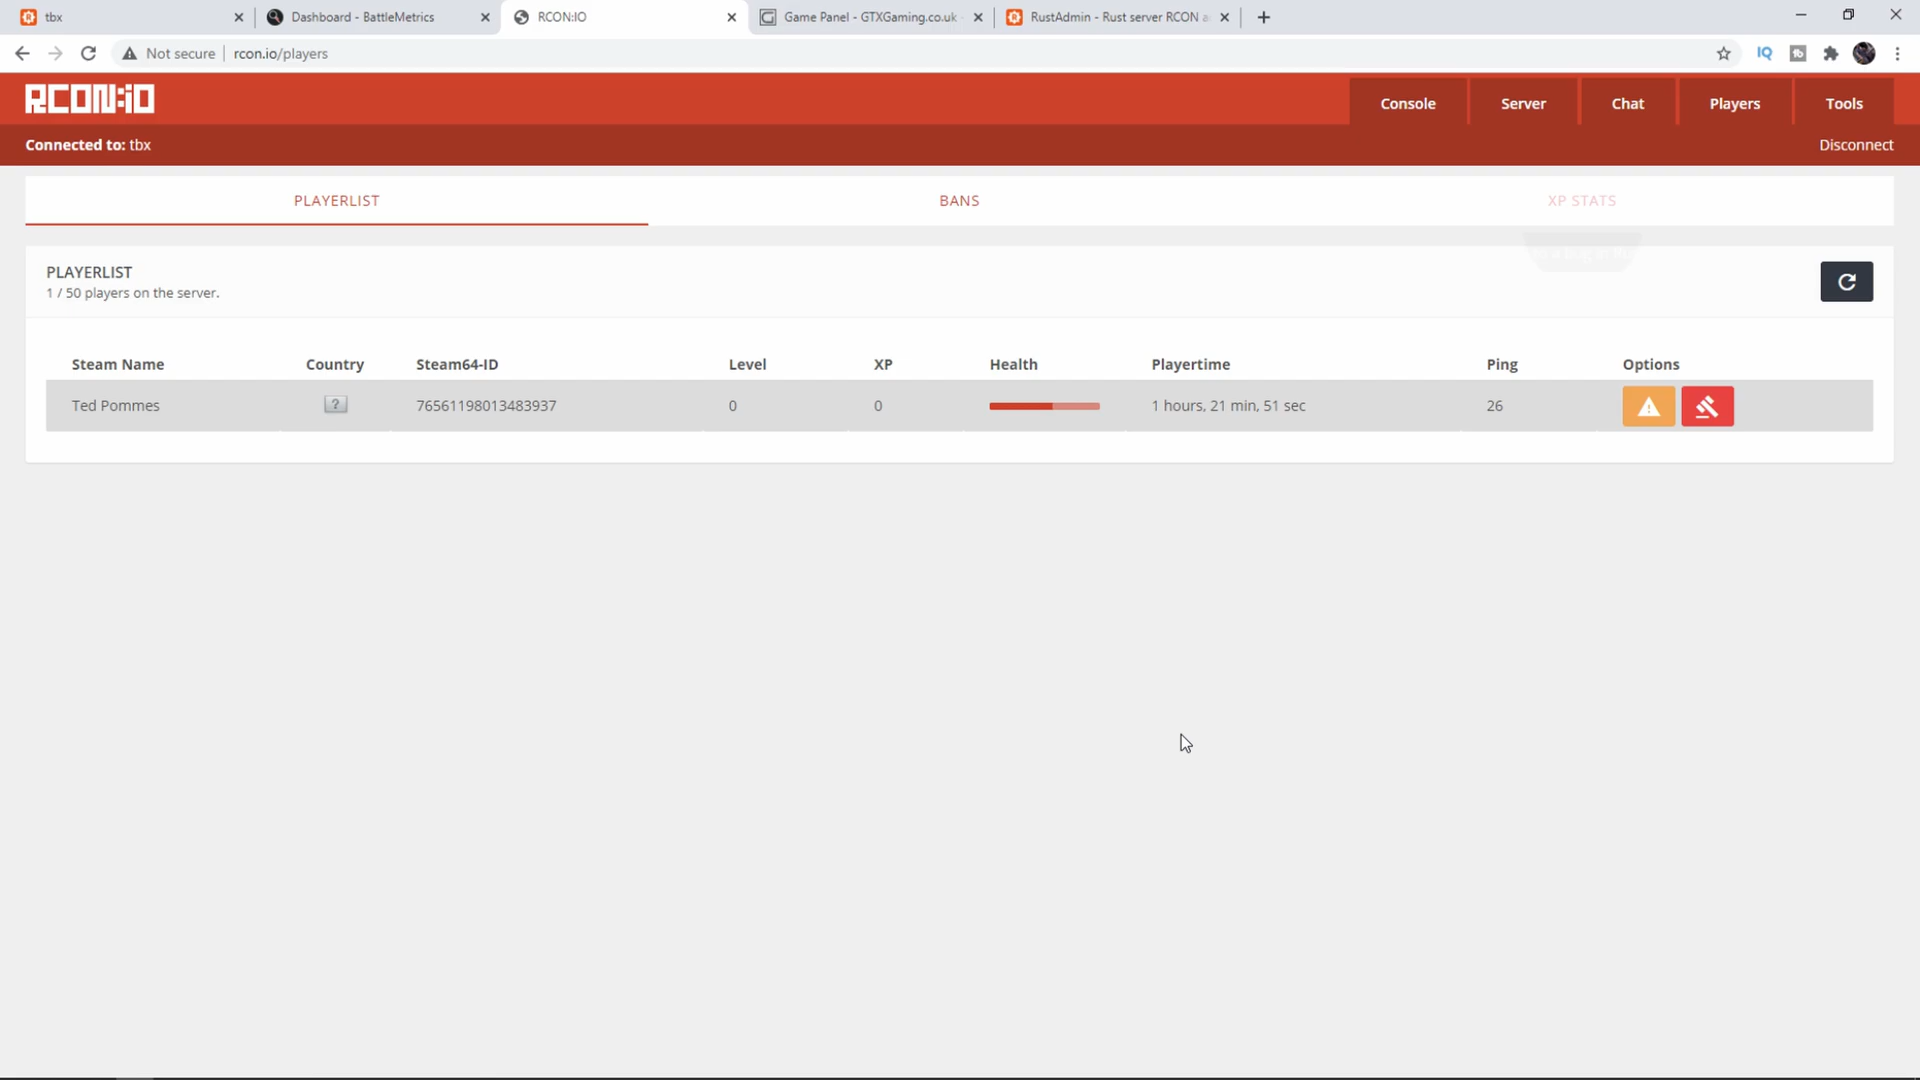 tbx
Dashboard - BattleMetrics
RCON:IO
Game Panel - GTXGaming.co.uk
RustAdmin - Rust server RCON a
Not secure
rcon.io/players
IQ
tb
RCON:IO
Console
Server
Chat
Players
Tools
Connected to: tbx
Disconnect
PLAYERLIST
BANS
XP STATS
PLAYERLIST
1 / 50 players on the server.
Steam Name
Country
Steam64-ID
Level
XP
Health
Playertime
Ping
Options
Ted Pommes
?
76561198013483937
0
0
1 hours, 21 min, 51 sec
26